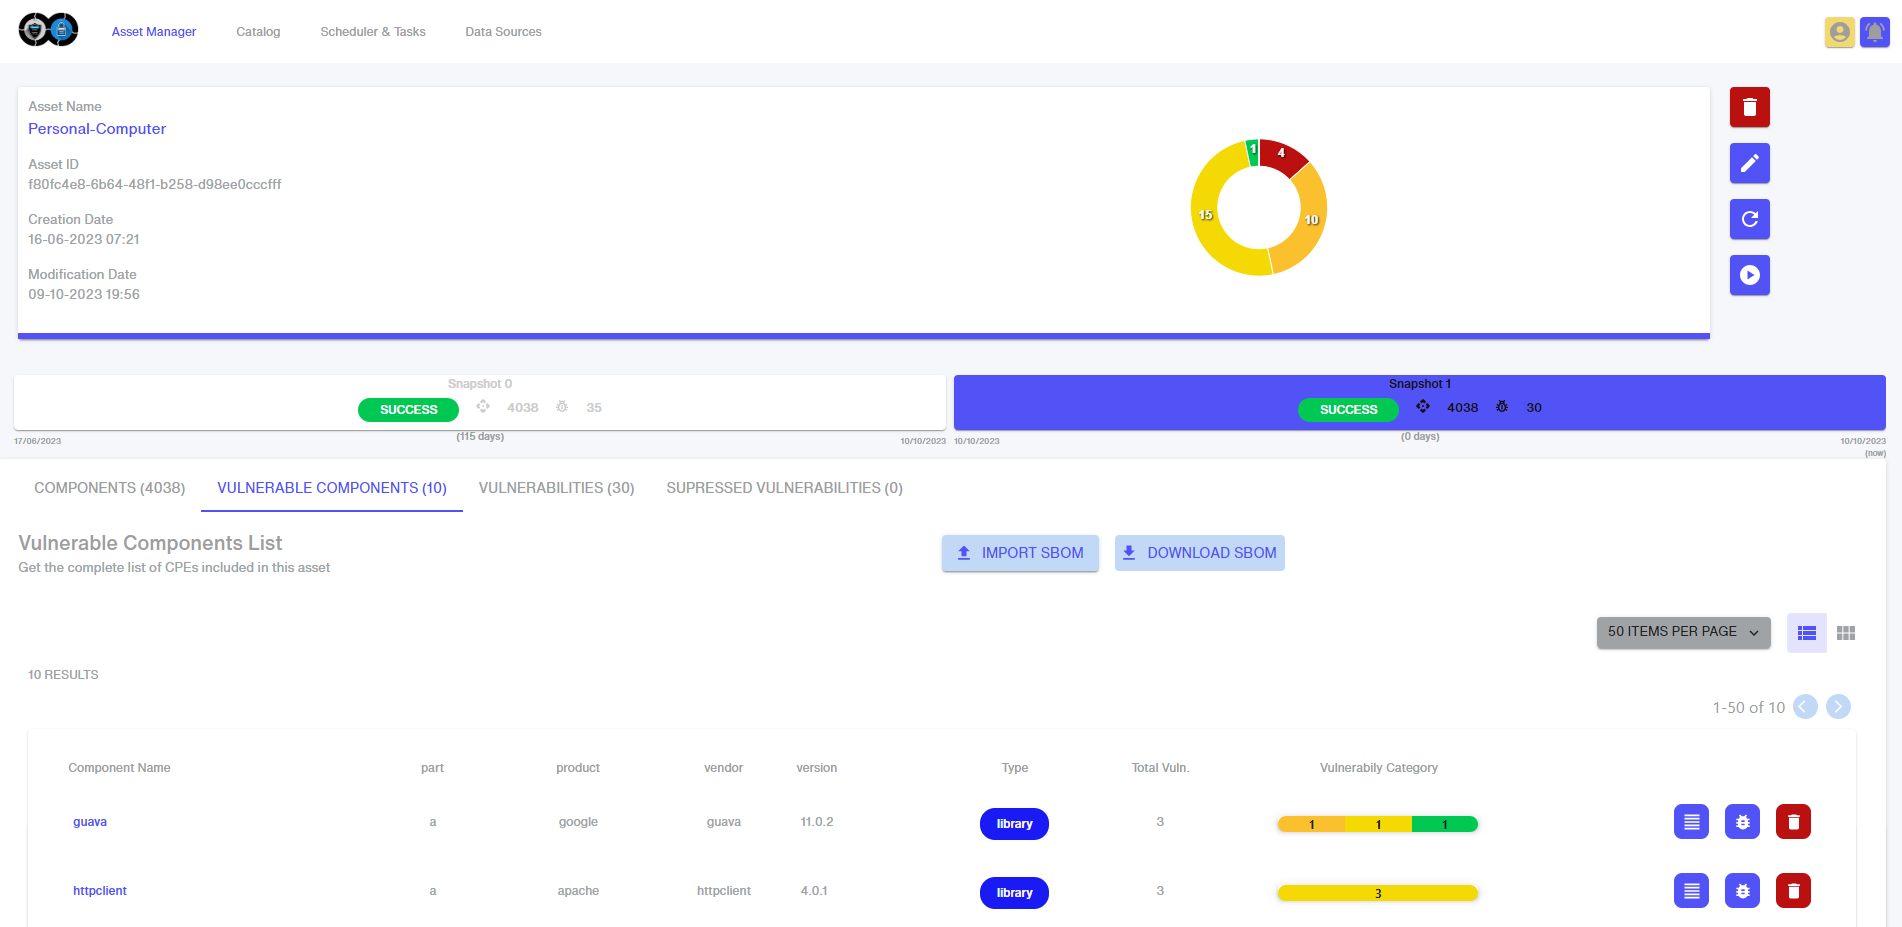 Asset Manager Catalog Scheduler & Tasks Data Sources
Asset Name
Personal-Computer
Asset ID
f80fc4e8-6b64-48f1-b258-d98ee0cccfff
Creation Date
16-06-2023 07:21
Modification Date
09-10-2023 19:56
1 4
15 10
Snapshot 0
SUCCESS 4038 35
17/06/2023 (115 days) 10/10/2023
Snapshot 1
SUCCESS 4038 30
10/10/2023 (0 days) 10/10/2023
(now)
COMPONENTS (4038) VULNERABLE COMPONENTS (10) VULNERABILITIES (30) SUPRESSED VULNERABILITIES (0)
Vulnerable Components List
Get the complete list of CPEs included in this asset
IMPORT SBOM DOWNLOAD SBOM
50 ITEMS PER PAGE
10 RESULTS
1-50 of 10
Component Name part product vendor version Type Total Vuln. Vulnerabily Category
guava a google guava 11.0.2 library 3 1 1 1
httpclient a apache httpclient 4.0.1 library 3 3